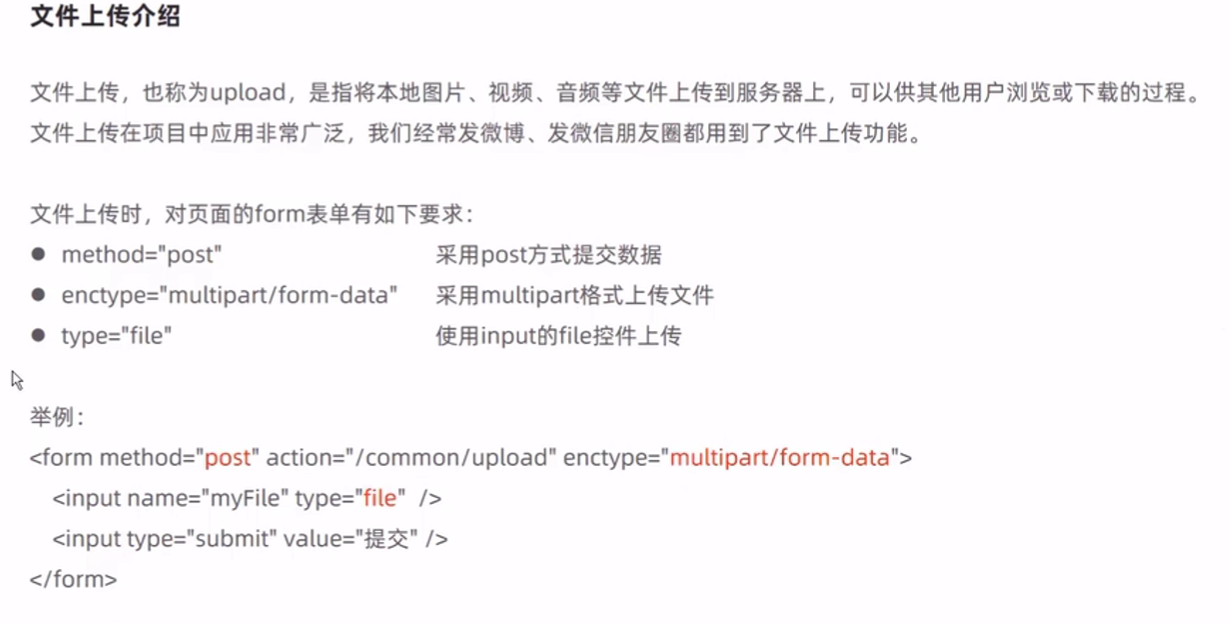 文件上传介绍
文件上传，也称为upload，是指将本地图片、视频、音频等文件上传到服务器上，可以供其他用户浏览或下载的过程。
文件上传在项目中应用非常广泛，我们经常发微博、发微信朋友圈都用到了文件上传功能。
文件上传时，对页面的form表单有如下要求：
● method="post" 采用post方式提交数据
● enctype="multipart/form-data" 采用multipart格式上传文件
● type="file" 使用input的file控件上传
举例：
<form method="post" action="/common/upload" enctype="multipart/form-data">
<input name="myFile" type="file" />
<input type="submit" value="提交" />
</form>